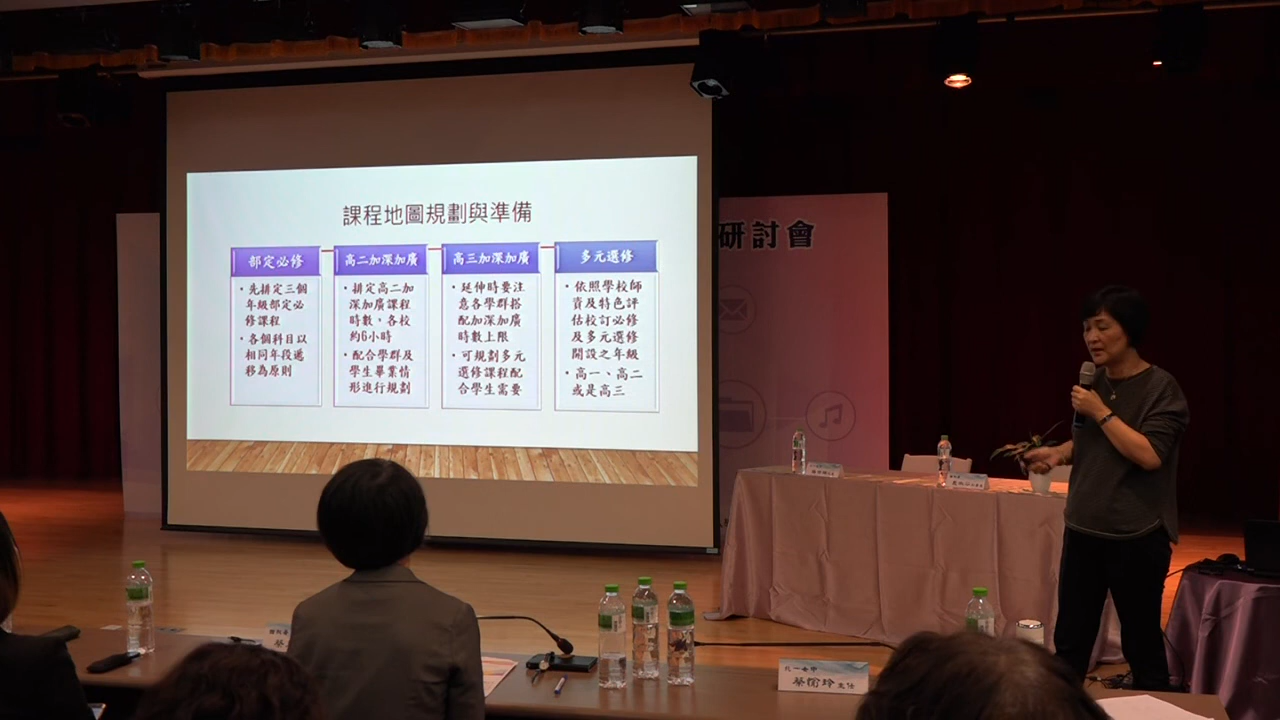 課程地圖規劃與準備
部定必修
• 先排定三個
年級部定必
修課程
• 各個科目以
相同年段遞
移為原則
高二加深加廣
• 排定高二加
深加廣課程
時數，各校
約6小時
• 配合學群及
學生畢業情
形進行規劃
高三加深加廣
• 延伸時要注
意各學群搭
配加深加廣
時數上限
• 可規劃多元
選修課程配
合學生需要
多元選修
• 依照學校師
資及特色評
估校訂必修
及多元選修
開設之年級
• 高一、高二
或是高三
研討會
北一女中
主任
蔡